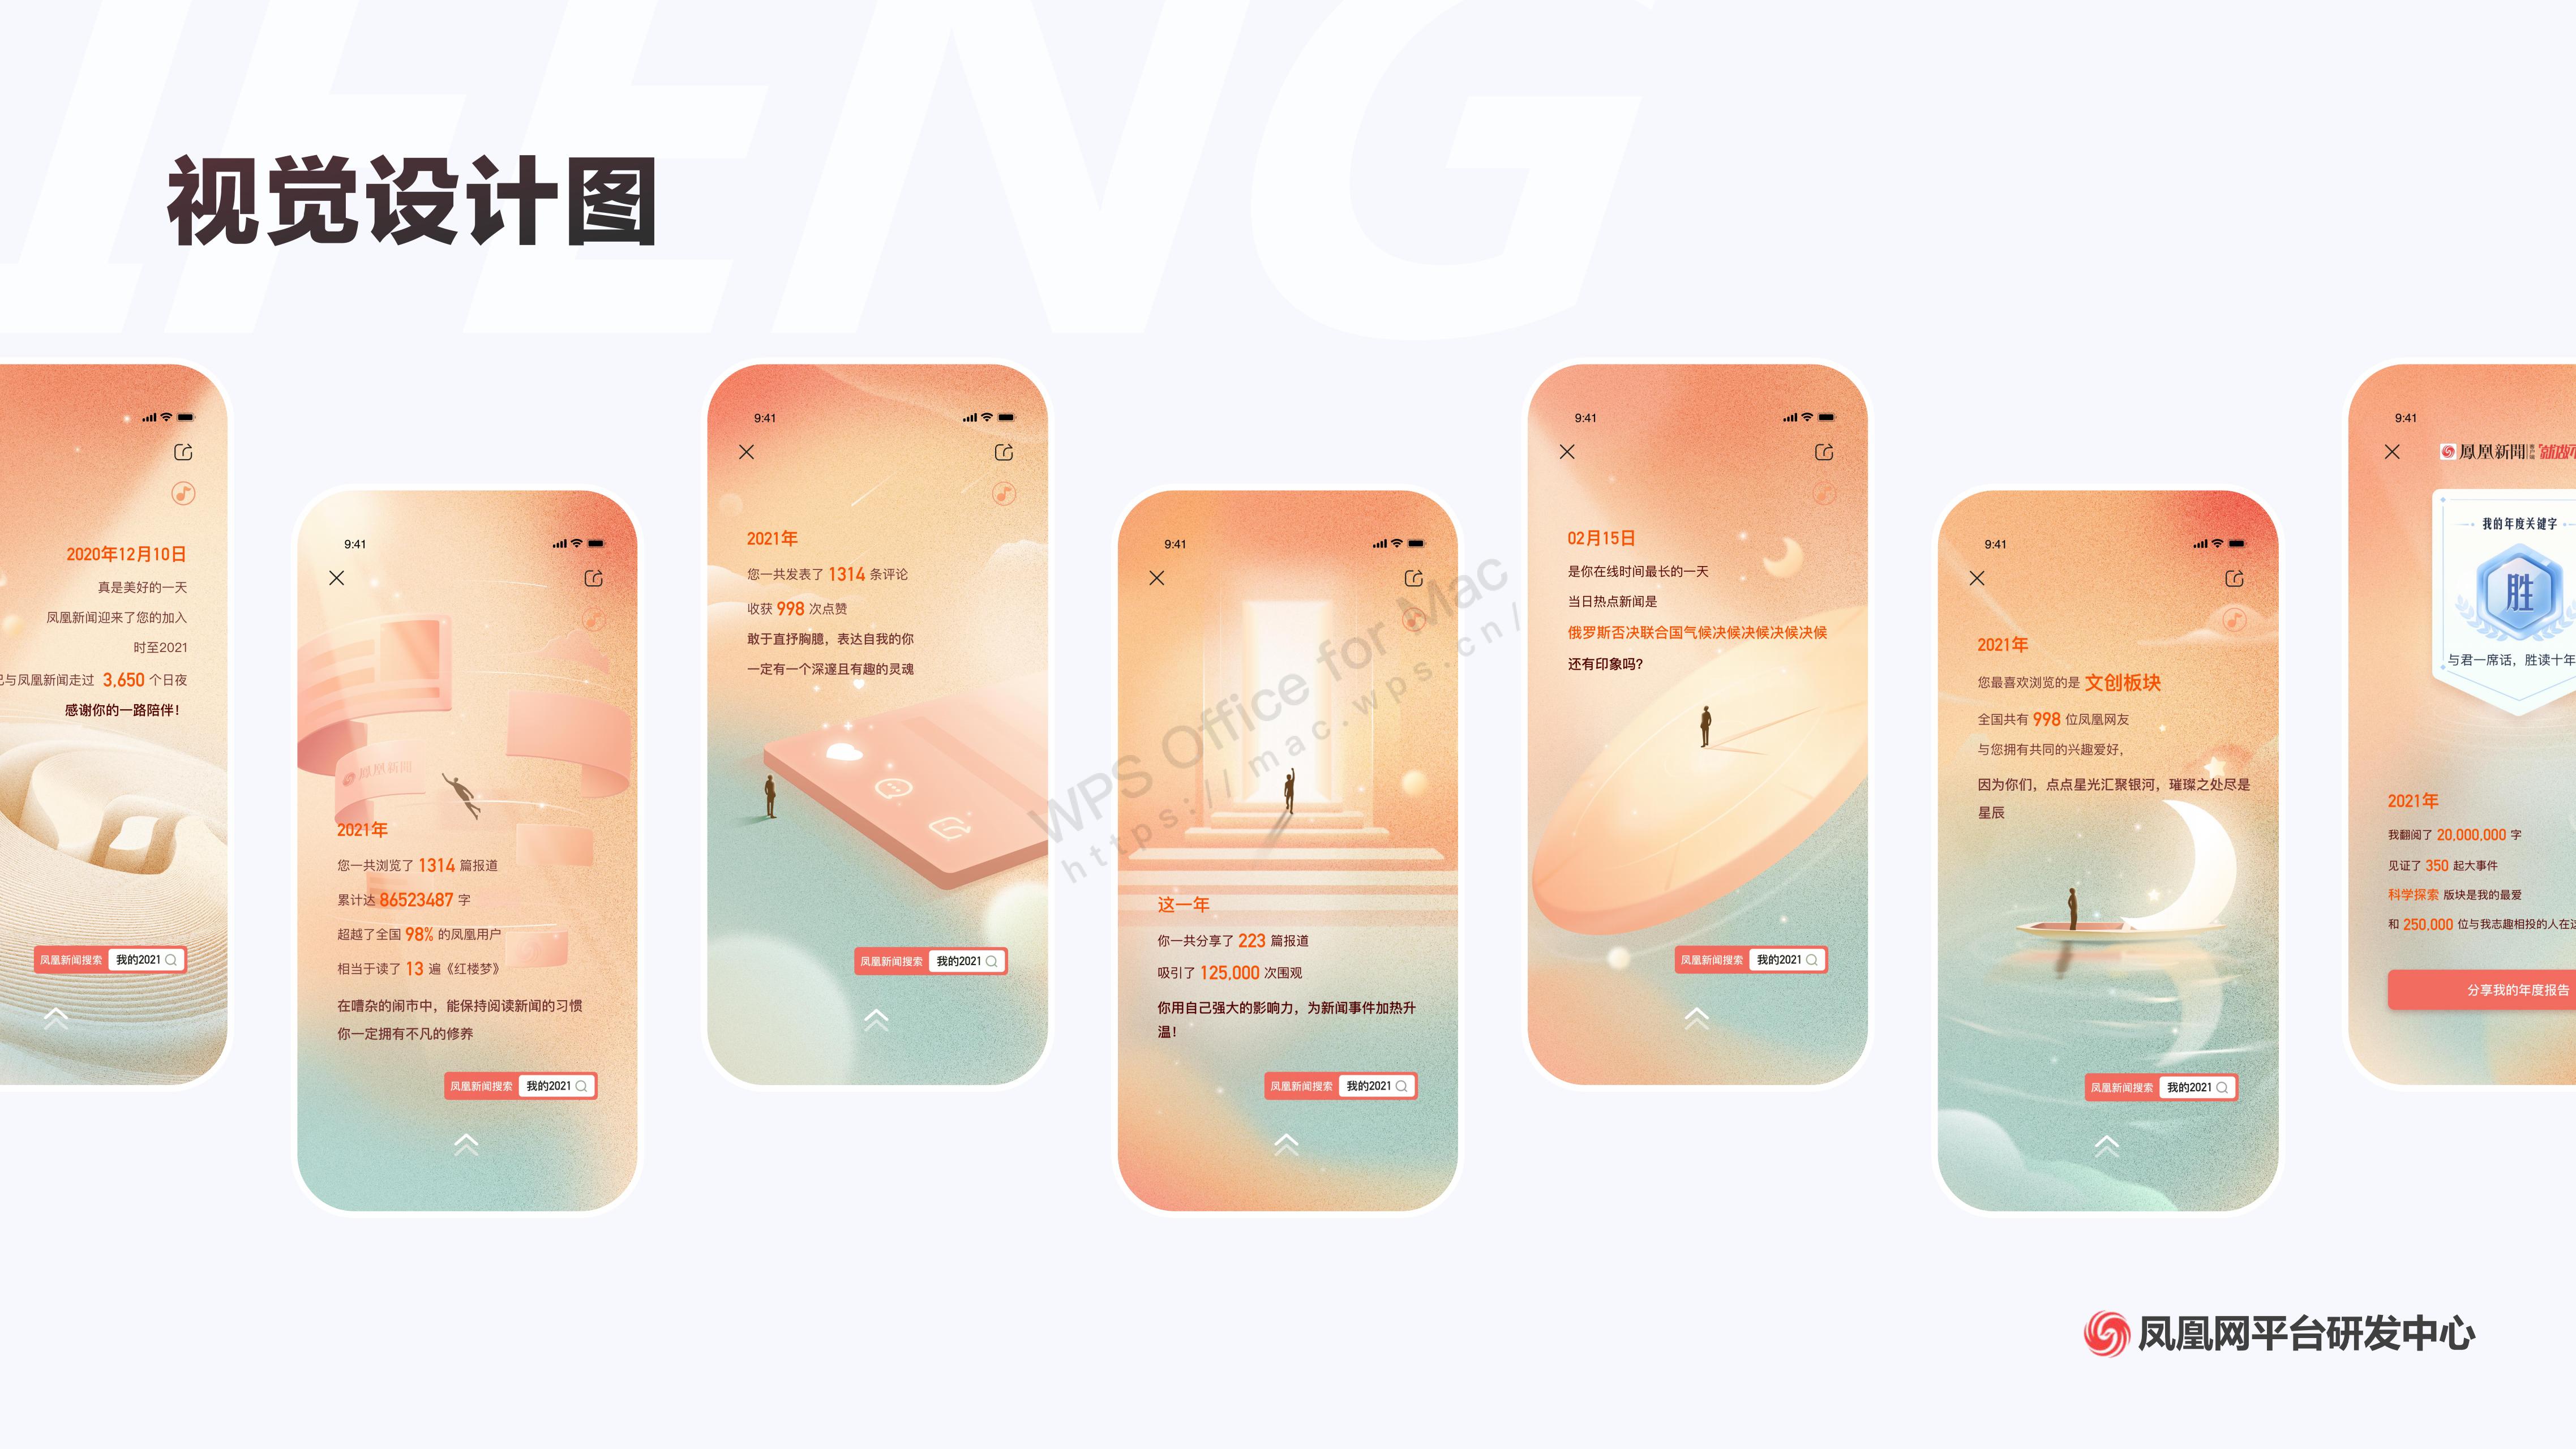 IFENG
视觉设计图
2020年12月10日
真是美好的一天
凤凰新闻迎来了您的加入
时至2021
与凤凰新闻走过 3,650 个日夜
感谢你的一路陪伴!
凤凰新闻搜索 我的2021
9:41
鳳凰新聞
2021年
您一共浏览了 1314 篇报道
累计达 86523487 字
超越了全国 98% 的凤凰用户
相当于读了 13 遍《红楼梦》
在嘈杂的闹市中，能保持阅读新闻的习惯
你一定拥有不凡的修养
凤凰新闻搜索 我的2021
9:41
2021年
您一共发表了 1314 条评论
收获 998 次点赞
敢于直抒胸臆，表达自我的你
一定有一个深邃且有趣的灵魂
凤凰新闻搜索 我的2021
9:41
这一年
你一共分享了 223 篇报道
吸引了 125,000 次围观
你用自己强大的影响力，为新闻事件加热升
温!
凤凰新闻搜索 我的2021
9:41
02月15日
是你在线时间最长的一天
当日热点新闻是
俄罗斯否决联合国气候决候决候决候决候
还有印象吗?
凤凰新闻搜索 我的2021
9:41
2021年
您最喜欢浏览的是 文创板块
全国共有 998 位凤凰网友
与您拥有共同的兴趣爱好，
因为你们，点点星光汇聚银河，璀璨之处尽是
星辰
凤凰新闻搜索 我的2021
9:41
鳳凰新聞
我的年度关键字
胜
与君一席话，胜读十年
2021年
我翻阅了 20,000,000 字
见证了 350 起大事件
科学探索 版块是我的最爱
和 250,000 位与我志趣相投的人在
分享我的年度报告
WPS Office for Mac
https://mac.wps.cn/
凤凰网平台研发中心